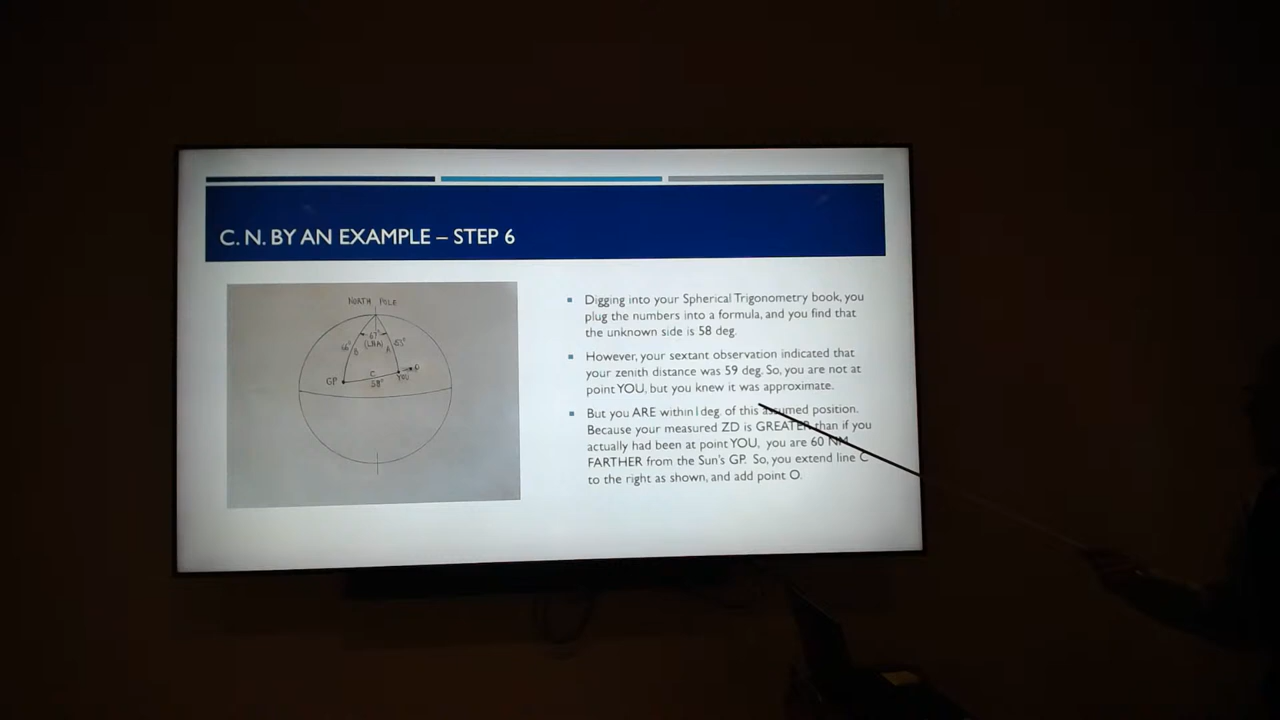 C. N. BY AN EXAMPLE – STEP 6
NORTH POLE
67°
(LHA)
66°
B
A
C
GP
58°
YOU
O
Digging into your Spherical Trigonometry book, you
plug the numbers into a formula, and you find that
the unknown side is 58 deg.
However, your sextant observation indicated that
your zenith distance was 59 deg. So, you are not at
point YOU, but you knew it was approximate.
But you ARE within 1 deg. of this assumed position.
Because your measured ZD is GREATER than if you
actually had been at point YOU, you are 60 NM
FARTHER from the Sun's GP. So, you extend line C
to the right as shown, and add point O.